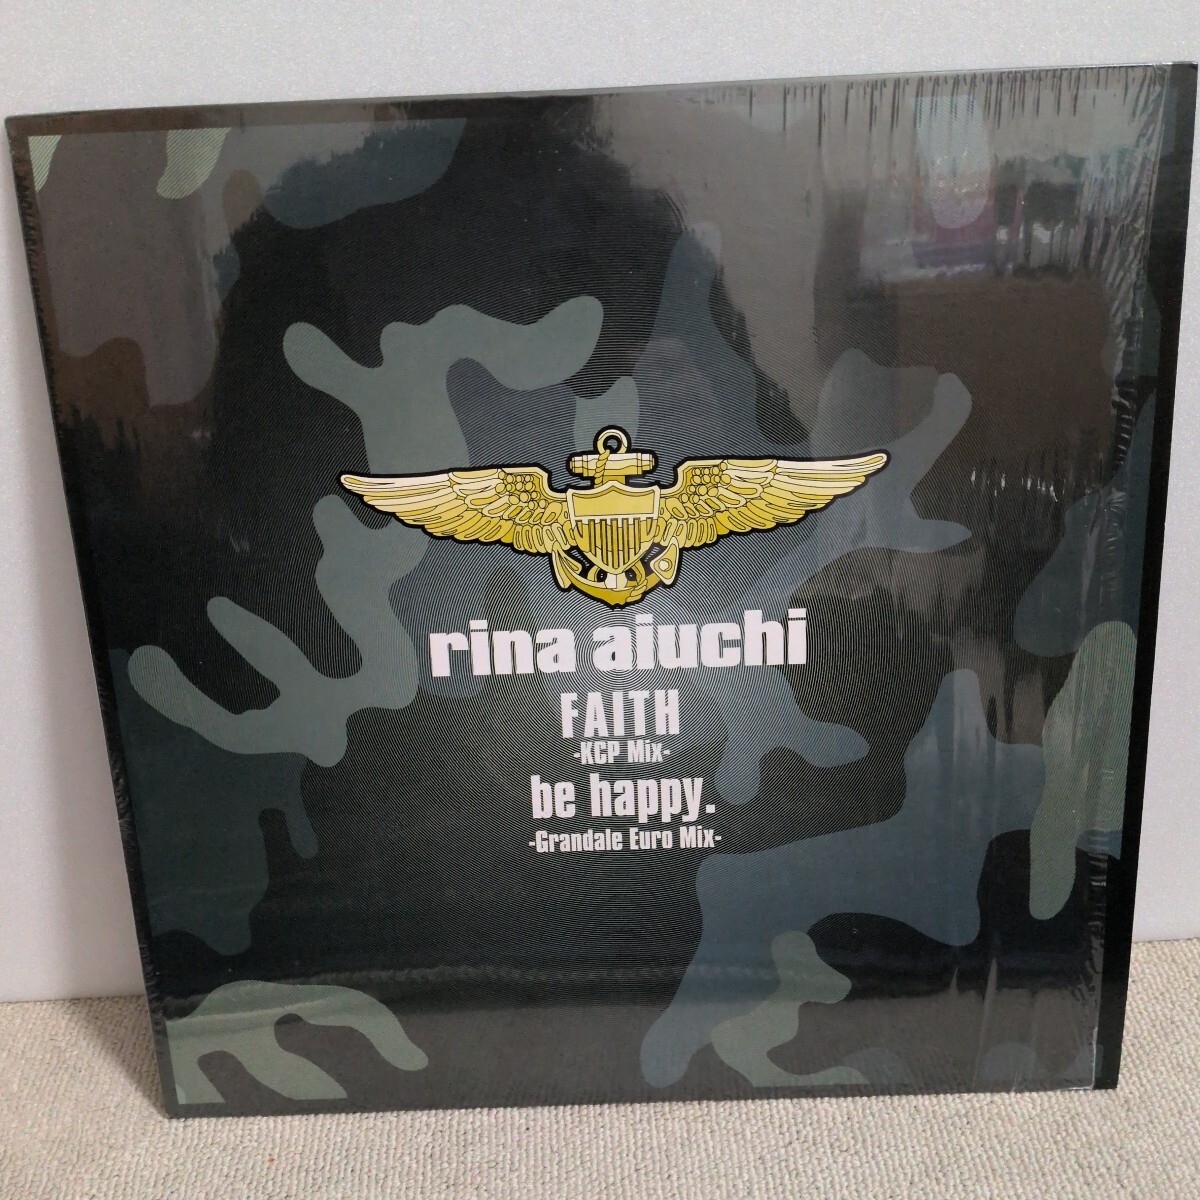 rina aiuchi
FAITH
-KCP Mix-
be happy.
-Grandale Euro Mix-